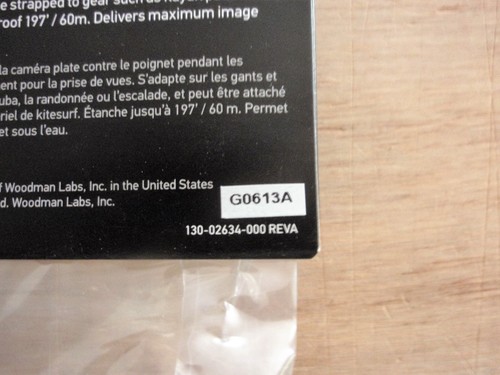 e strapped to gear such as
roof 197' / 60m. Delivers maximum image
la caméra plate contre le poignet pendant les
ent pour la prise de vues. S'adapte sur les gants et
uba, la randonnée ou l'escalade, et peut être attaché
riel de kitesurf. Étanche jusqu'à 197' / 60 m. Permet
et sous l'eau.
f Woodman Labs, Inc. in the United States
d. Woodman Labs, Inc.
G0613A
130-02634-000 REVA